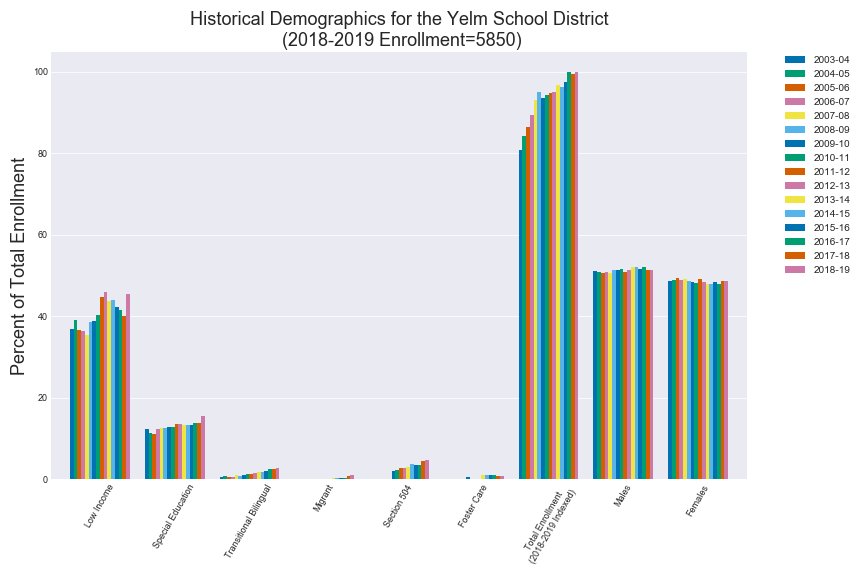 Historical Demographics for the Yelm School District
(2018-2019 Enrollment=5850)
Percent of Total Enrollment
100
80
60
40
20
0
Low Income
Special Education
Transitional Bilingual
Migrant
Section 504
Foster Care
Total Enrollment
(2018-2019 Indexed)
Males
Females
2003-04
2004-05
2005-06
2006-07
2007-08
2008-09
2009-10
2010-11
2011-12
2012-13
2013-14
2014-15
2015-16
2016-17
2017-18
2018-19